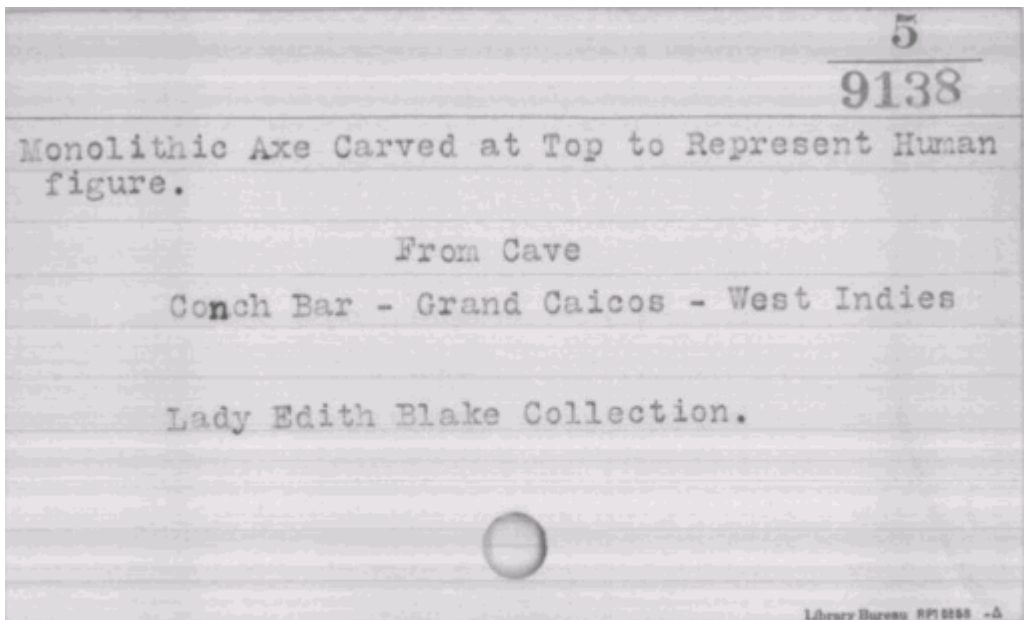 5
9138
Monolithic Axe Carved at Top to Represent Human
figure.
From Cave
Conch Bar - Grand Caicos - West Indies
Lady Edith Blake Collection.
Library Bureau